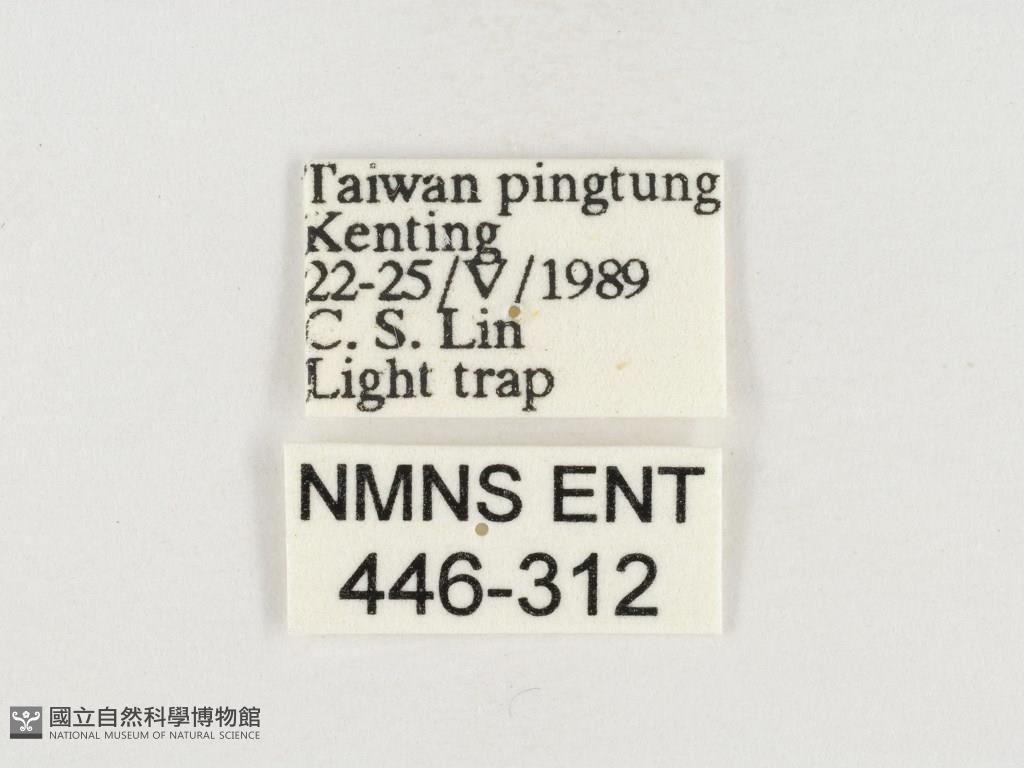 Taiwan pingtung
Kenting
22-25/V/1989
C. S. Lin
Light trap
NMNS ENT
446-312
國立自然科學博物館
NATIONAL MUSEUM OF NATURAL SCIENCE